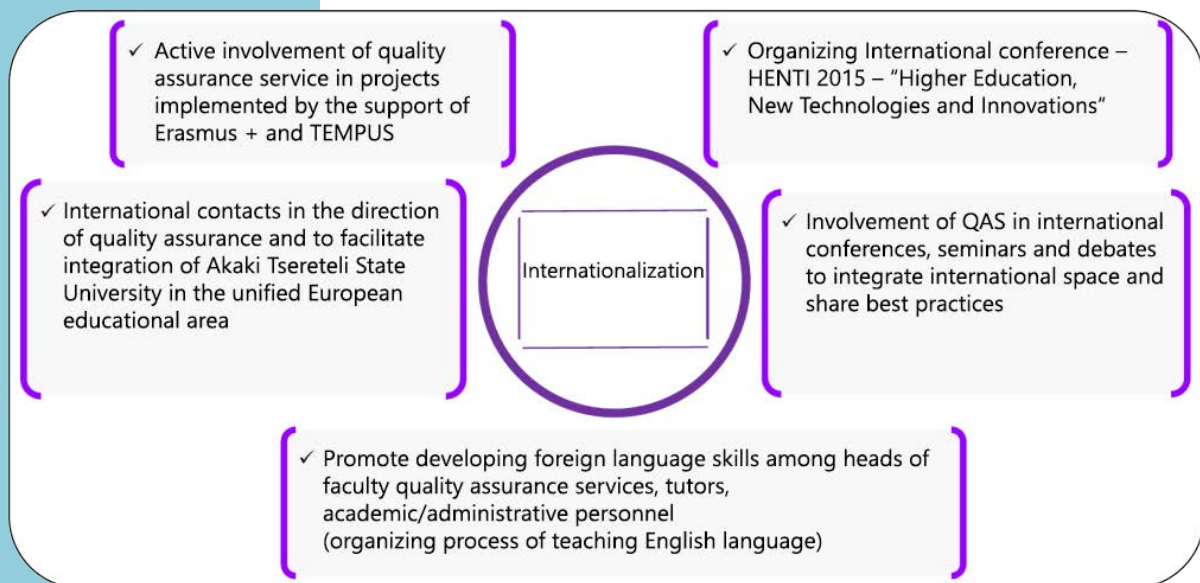 ✓ Active involvement of quality
assurance service in projects
implemented by the support of
Erasmus + and TEMPUS
✓ Organizing International conference –
HENTI 2015 – “Higher Education,
New Technologies and Innovations”
✓ International contacts in the direction
of quality assurance and to facilitate
integration of Akaki Tsereteli State
University in the unified European
educational area
Internationalization
✓ Involvement of QAS in international
conferences, seminars and debates
to integrate international space and
share best practices
✓ Promote developing foreign language skills among heads of
faculty quality assurance services, tutors,
academic/administrative personnel
(organizing process of teaching English language)